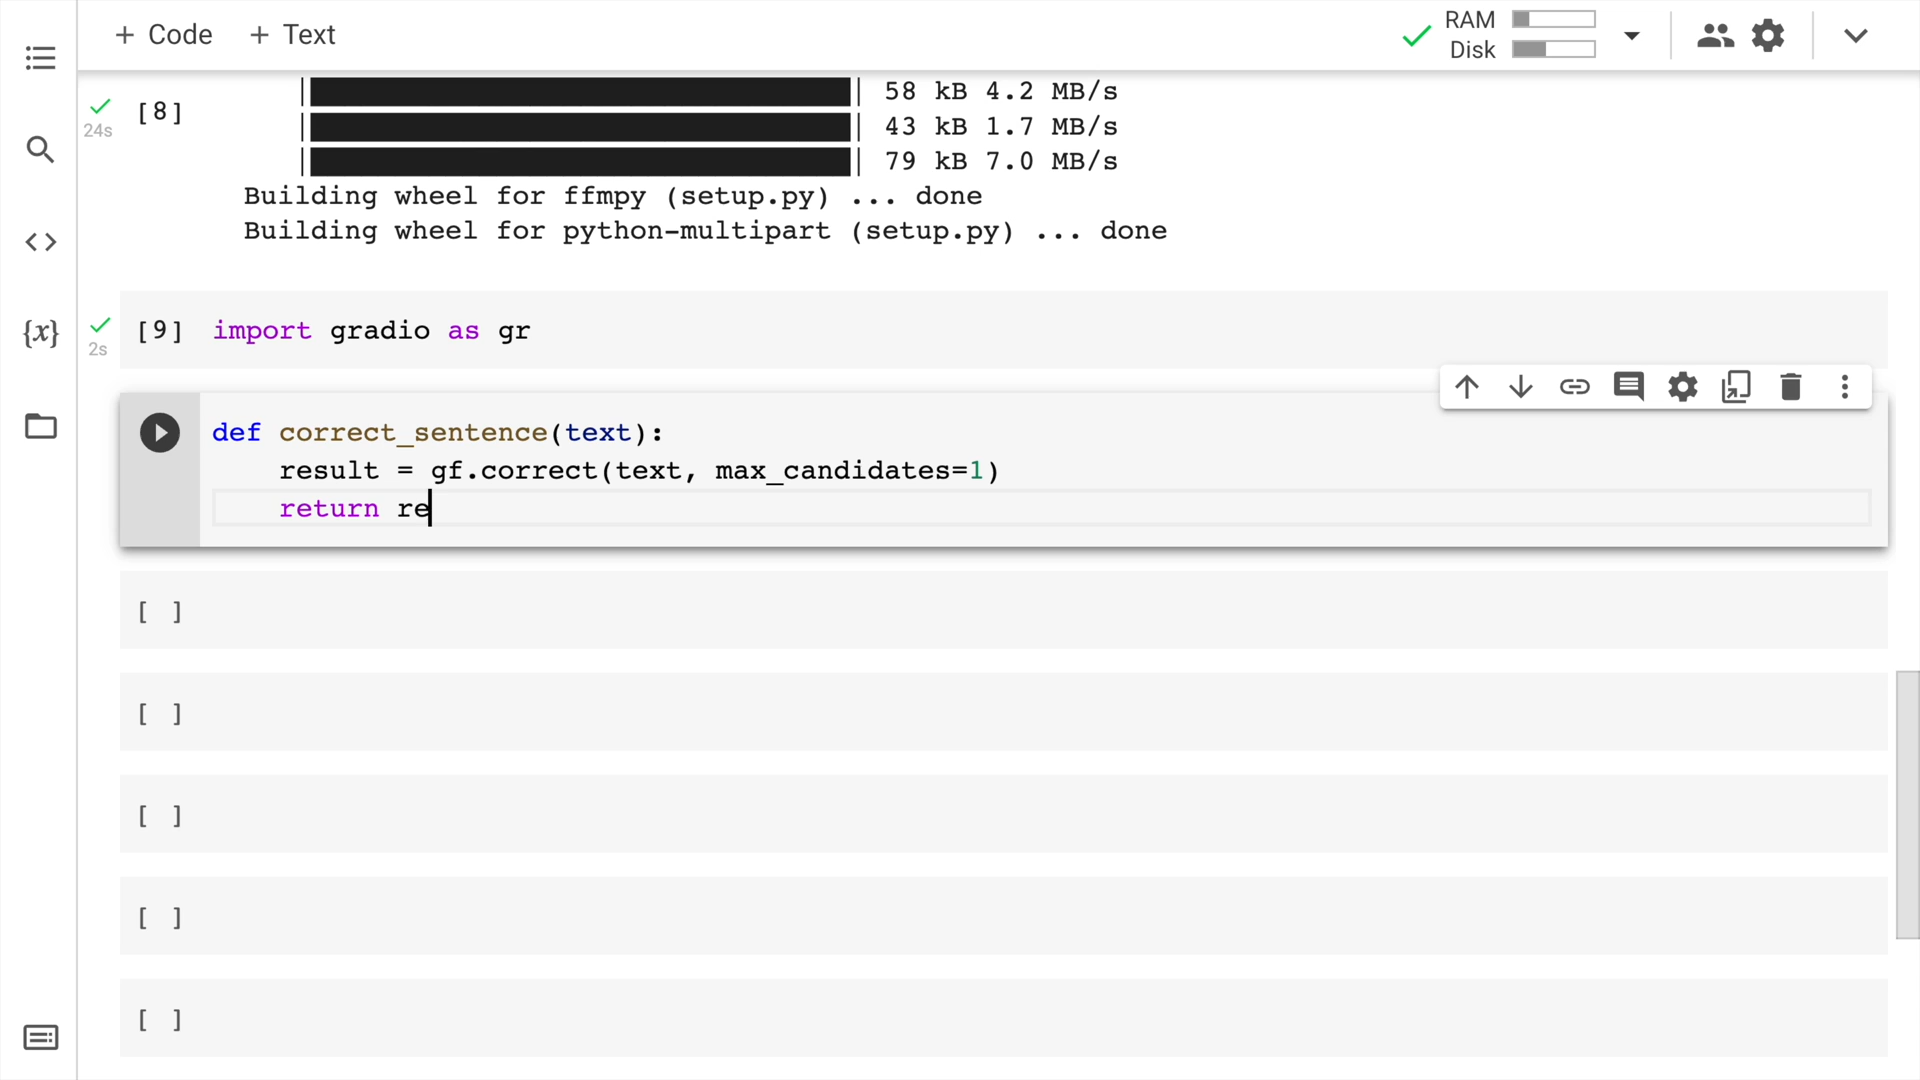 + Code + Text
RAM
Disk
24s
[8]
58 kB 4.2 MB/s
43 kB 1.7 MB/s
79 kB 7.0 MB/s
Building wheel for ffmpy (setup.py) ... done
Building wheel for python-multipart (setup.py) ... done
{x}
2s
[9] import gradio as gr
def correct_sentence(text):
    result = gf.correct(text, max_candidates=1)
    return re
[ ]
[ ]
[ ]
[ ]
[ ]